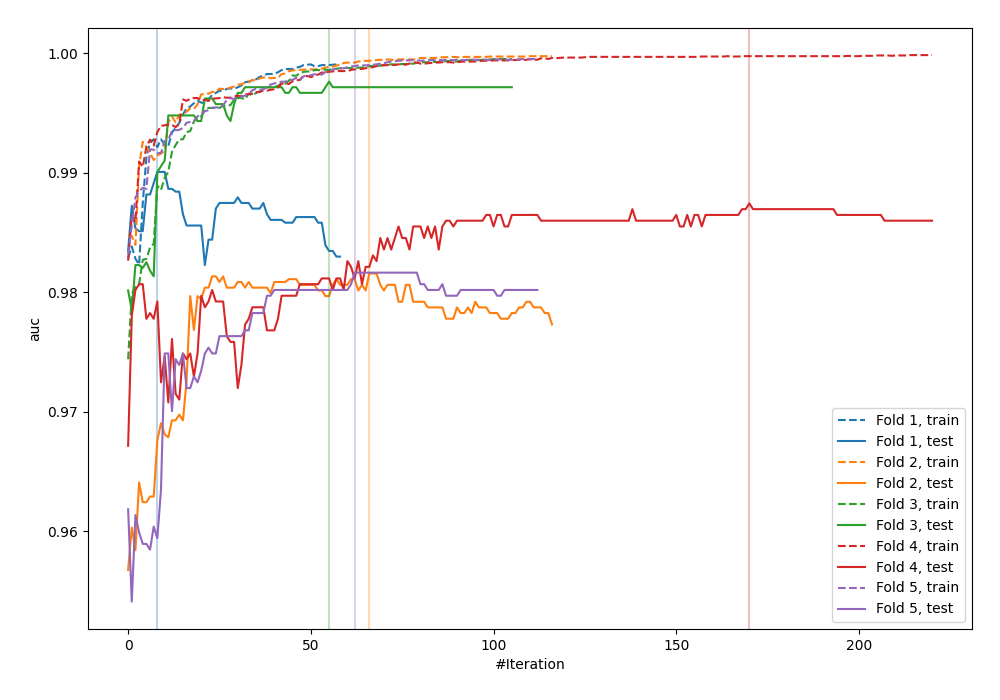 1.00
0.99
0.98
0.97
0.96
auc
0
50
100
150
200
#Iteration
Fold 1, train
Fold 1, test
Fold 2, train
Fold 2, test
Fold 3, train
Fold 3, test
Fold 4, train
Fold 4, test
Fold 5, train
Fold 5, test